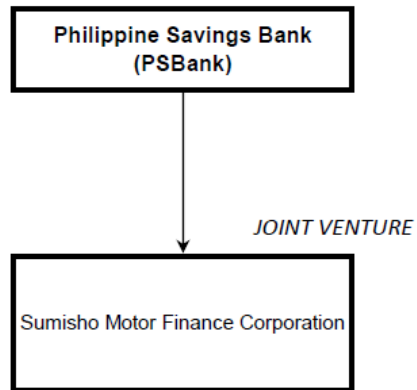 Philippine Savings Bank
(PSBank)
JOINT VENTURE
Sumisho Motor Finance Corporation